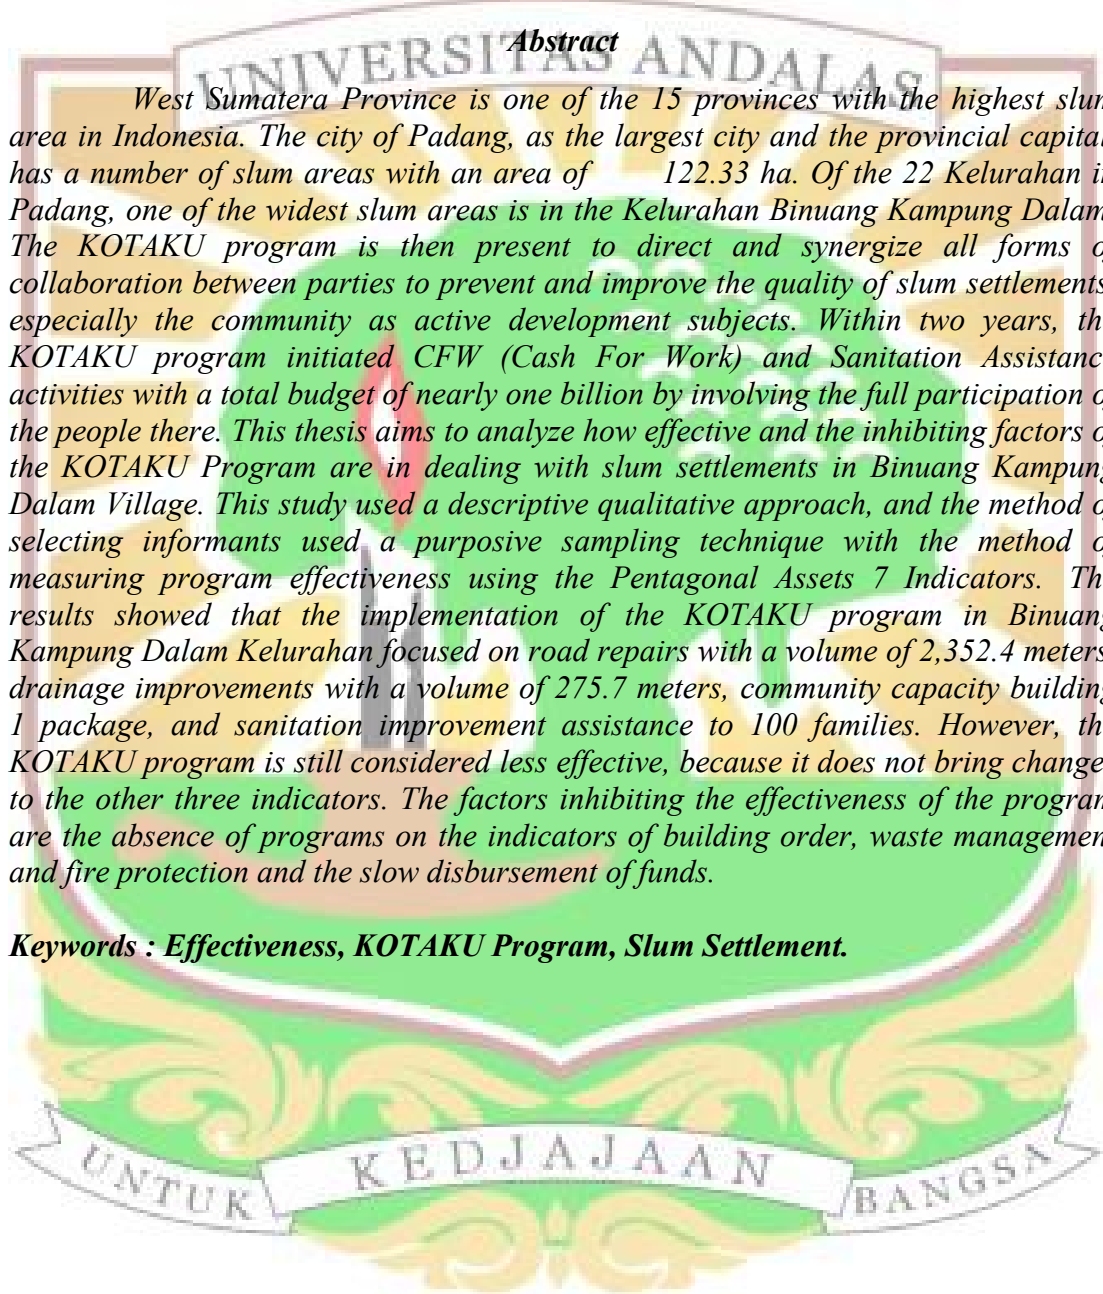 UNIVERSITAS ANDALAS
Abstract
West Sumatera Province is one of the 15 provinces with the highest slum
area in Indonesia. The city of Padang, as the largest city and the provincial capital
has a number of slum areas with an area of 122.33 ha. Of the 22 Kelurahan i
Padang, one of the widest slum areas is in the Kelurahan Binuang Kampung Dalam
The KOTAKU program is then present to direct and synergize all forms o
collaboration between parties to prevent and improve the quality of slum settlements
especially the community as active development subjects. Within two years, th
KOTAKU program initiated CFW (Cash For Work) and Sanitation Assistanc
activities with a total budget of nearly one billion by involving the full participation o
the people there. This thesis aims to analyze how effective and the inhibiting factors o
the KOTAKU Program are in dealing with slum settlements in Binuang Kampung
Dalam Village. This study used a descriptive qualitative approach, and the method o
selecting informants used a purposive sampling technique with the method o
measuring program effectiveness using the Pentagonal Assets 7 Indicators. Th
results showed that the implementation of the KOTAKU program in Binuang
Kampung Dalam Kelurahan focused on road repairs with a volume of 2,352.4 meters
drainage improvements with a volume of 275.7 meters, community capacity building
1 package, and sanitation improvement assistance to 100 families. However, th
KOTAKU program is still considered less effective, because it does not bring change
to the other three indicators. The factors inhibiting the effectiveness of the program
are the absence of programs on the indicators of building order, waste management
and fire protection and the slow disbursement of funds.
Keywords : Effectiveness, KOTAKU Program, Slum Settlement.
UNTUK KEDJAJAAN BANGSA